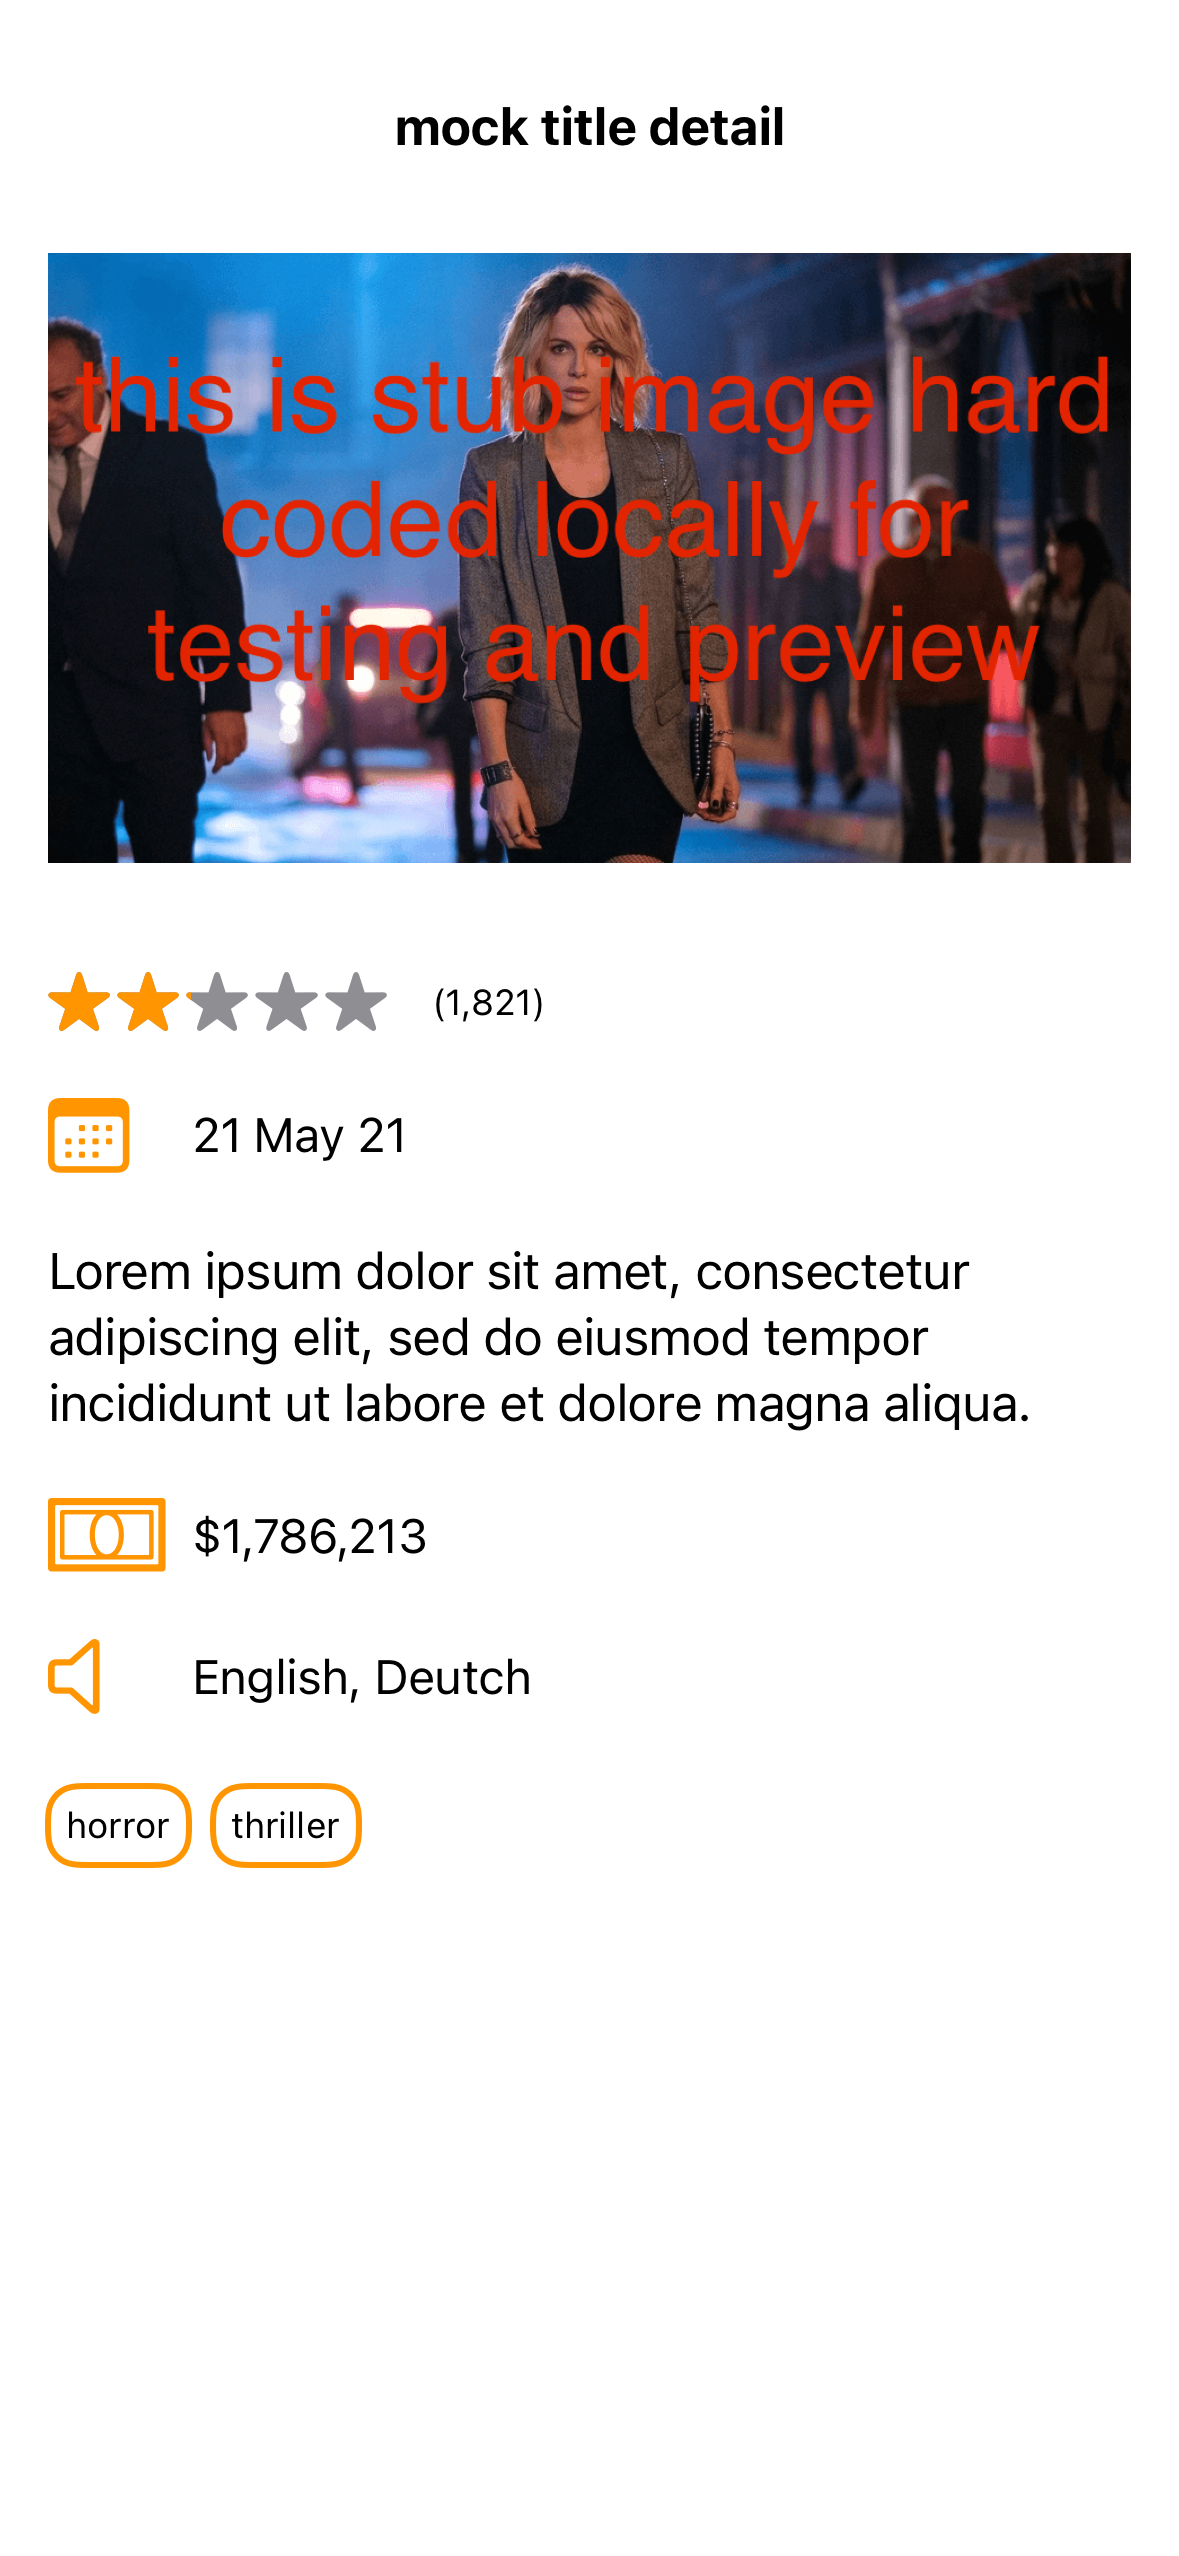 mock title detail
this is stub image hard
coded locally for
testing and preview
(1,821)
21 May 21
Lorem ipsum dolor sit amet, consectetur
adipiscing elit, sed do eiusmod tempor
incididunt ut labore et dolore magna aliqua.
$1,786,213
English, Deutch
horror thriller